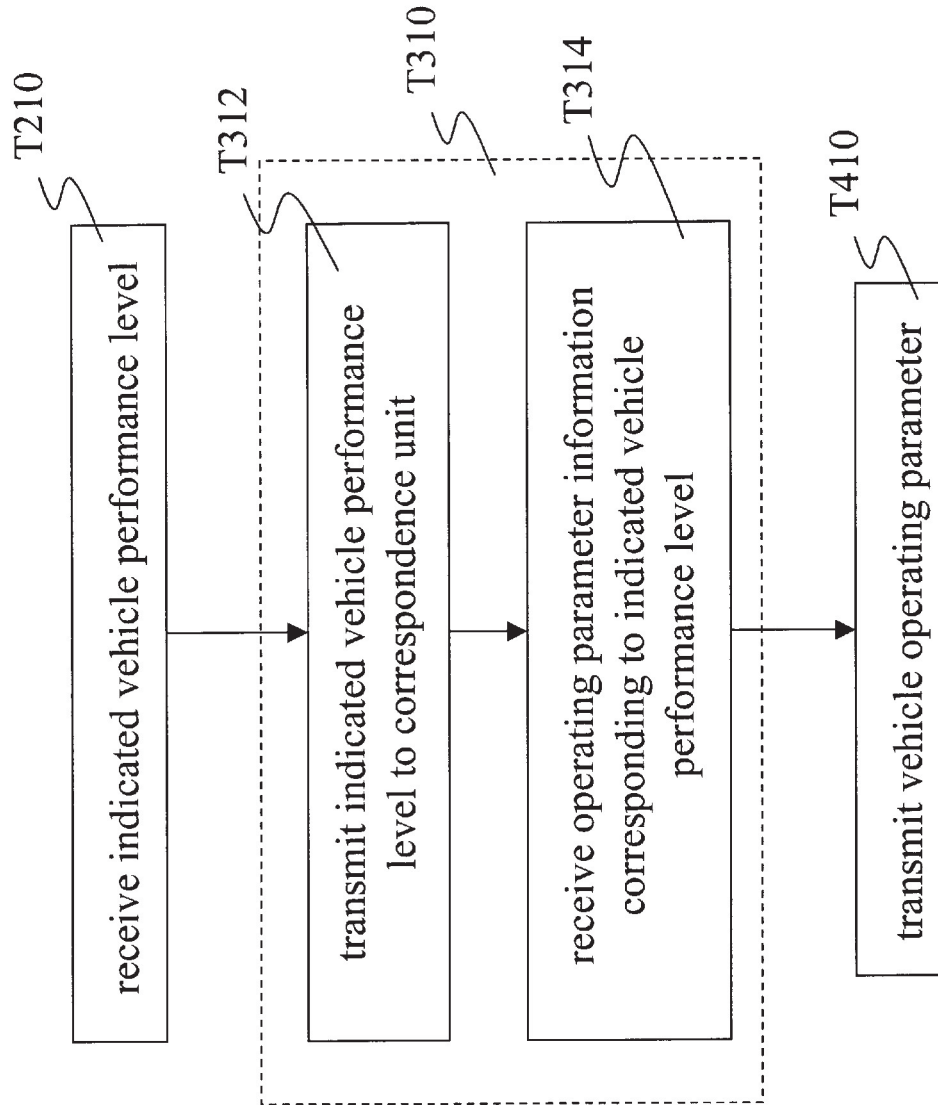 receive indicated vehicle performance level
T210
transmit indicated vehicle performance
level to correspondence unit
T312
T310
receive operating parameter information
corresponding to indicated vehicle
performance level
T314
transmit vehicle operating parameter
T410